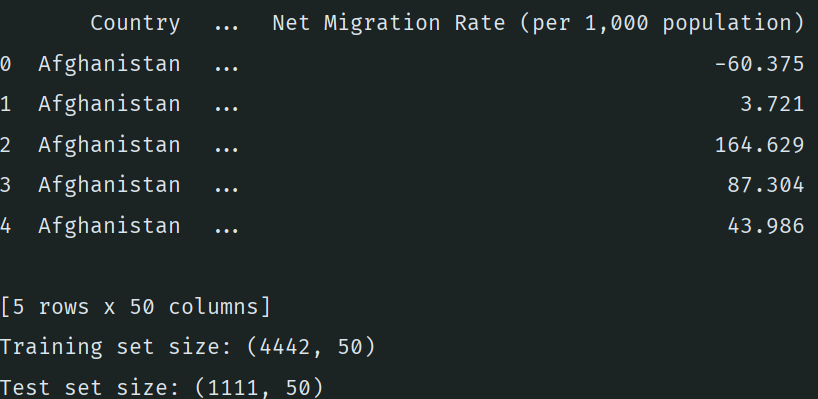 Country ... Net Migration Rate (per 1,000 population)
0 Afghanistan ... -60.375
1 Afghanistan ... 3.721
2 Afghanistan ... 164.629
3 Afghanistan ... 87.304
4 Afghanistan ... 43.986
[5 rows x 50 columns]
Training set size: (4442, 50)
Test set size: (1111, 50)